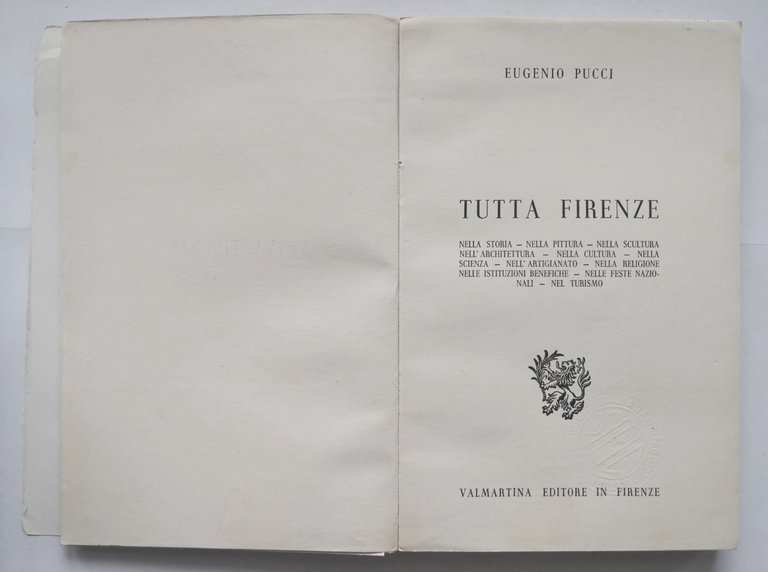 EUGENIO PUCCI
TUTTA FIRENZE
NELLA STORIA – NELLA PITTURA – NELLA SCULTURA
NELL'ARCHITETTURA – NELLA CULTURA – NELLA
SCIENZA – NELL'ARTIGIANATO – NELLA RELIGIONE
NELLE ISTITUZIONI BENEFICHE – NELLE FESTE NAZIO-
NALI – NEL TURISMO
VALMARTINA EDITORE IN FIRENZE